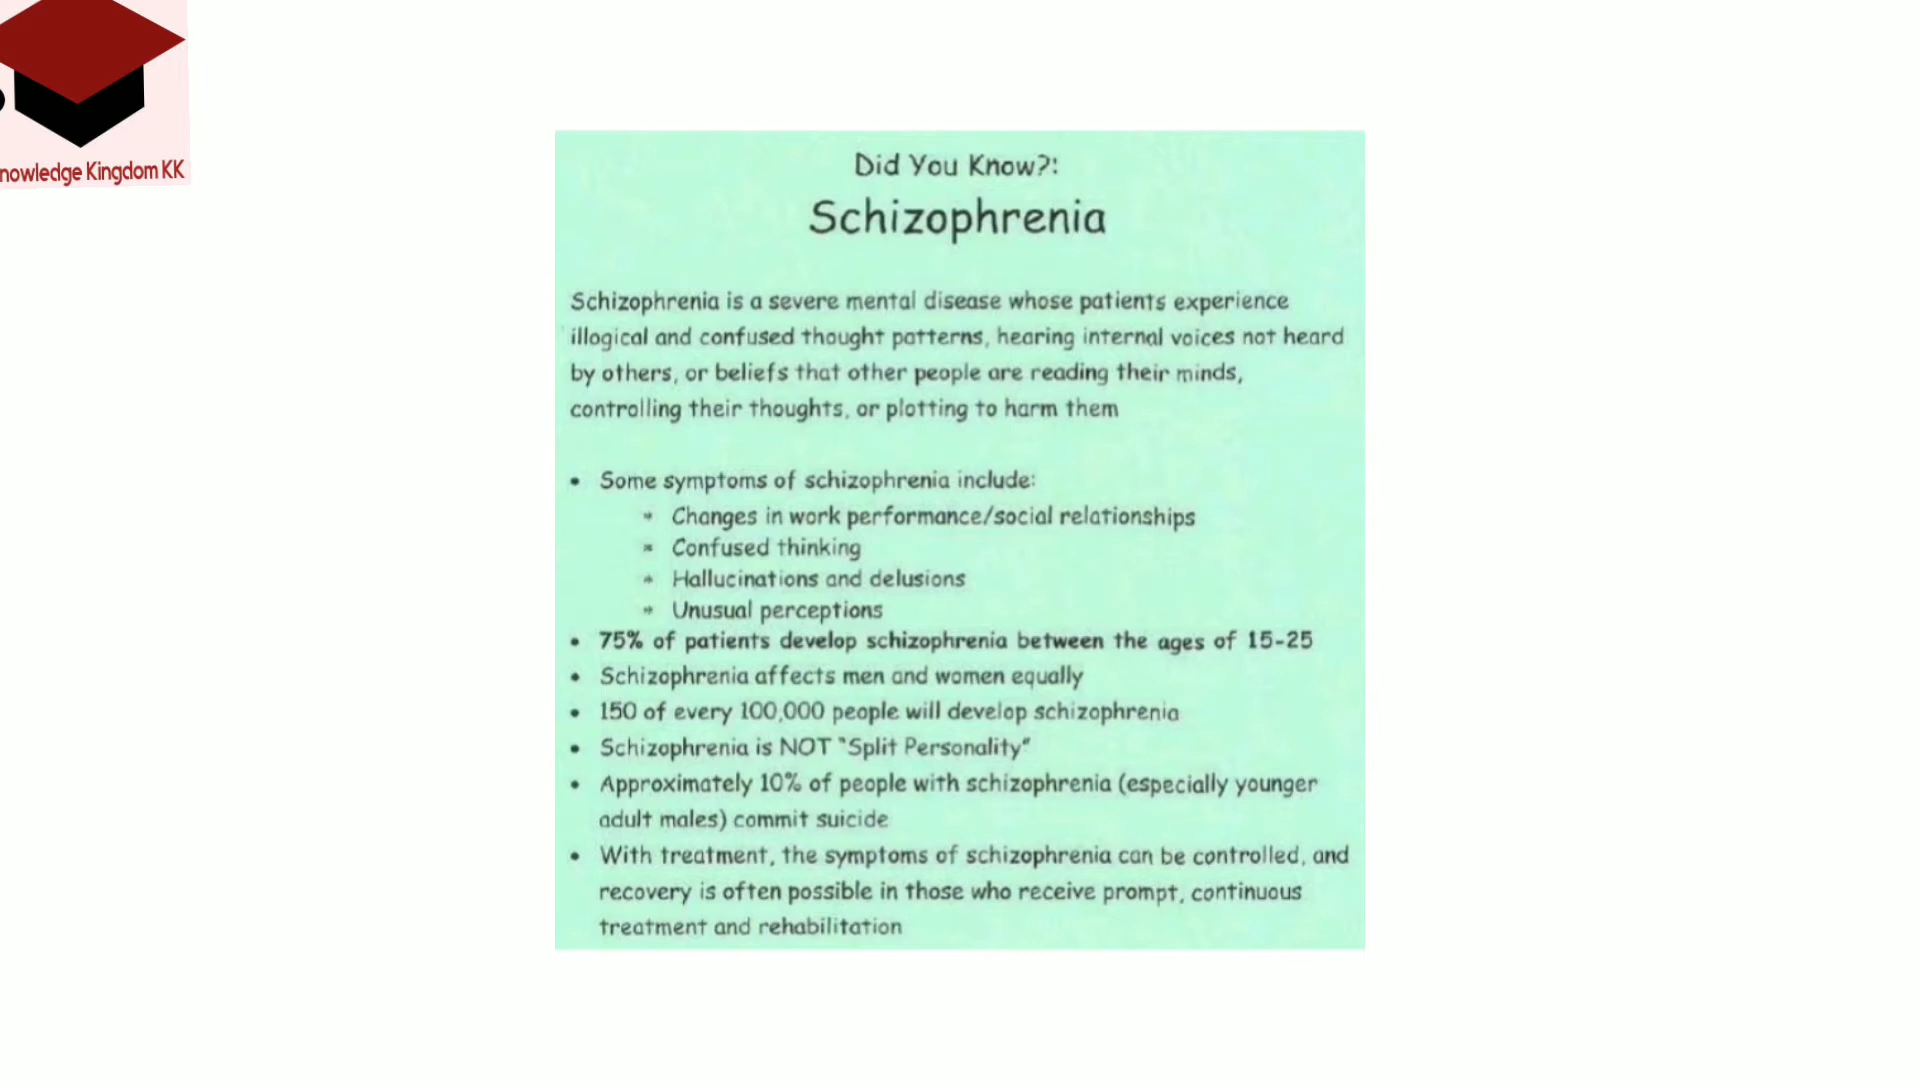 nowledge Kingdom KK
Did You Know?:
Schizophrenia
Schizophrenia is a severe mental disease whose patients experience
illogical and confused thought patterns, hearing internal voices not heard
by others, or beliefs that other people are reading their minds,
controlling their thoughts, or plotting to harm them
• Some symptoms of schizophrenia include:
Changes in work performance/social relationships
Confused thinking
Hallucinations and delusions
Unusual perceptions
• 75% of patients develop schizophrenia between the ages of 15-25
• Schizophrenia affects men and women equally
• 150 of every 100,000 people will develop schizophrenia
• Schizophrenia is NOT "Split Personality"
• Approximately 10% of people with schizophrenia (especially younger
adult males) commit suicide
• With treatment, the symptoms of schizophrenia can be controlled, and
recovery is often possible in those who receive prompt, continuous
treatment and rehabilitation